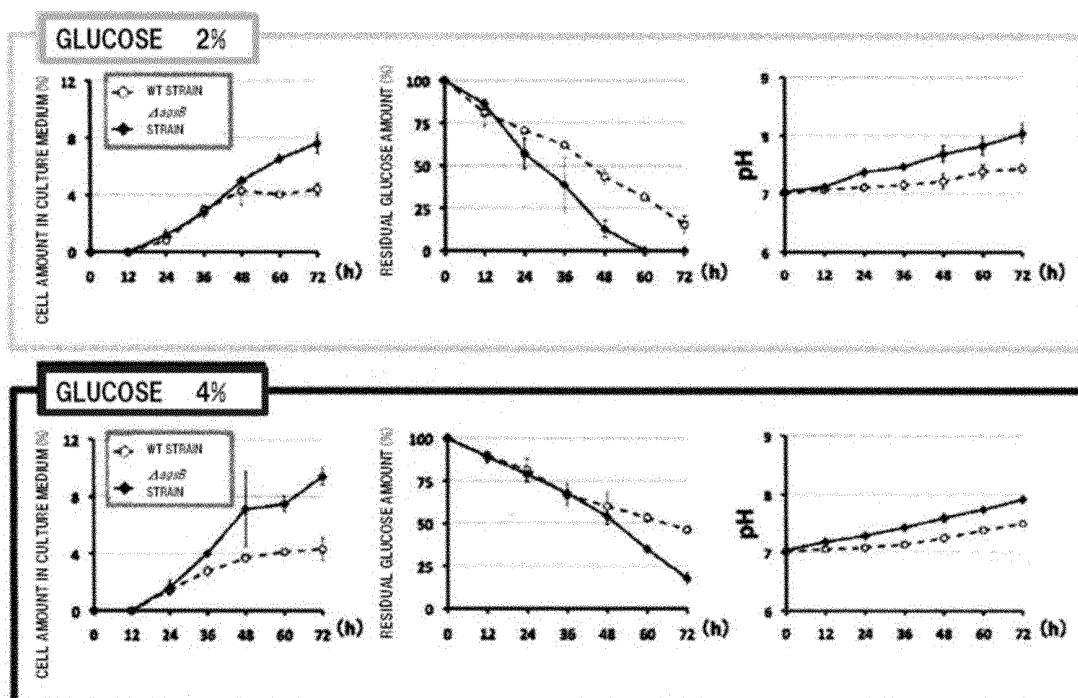 GLUCOSE 2%
CELL AMOUNT IN CULTURE MEDIUM (%)
12
8
4
0
WT STRAIN
ΔagsB
STRAIN
0 12 24 36 48 60 72 (h)
RESIDUAL GLUCOSE AMOUNT (%)
100
75
50
25
0
0 12 24 36 48 60 72 (h)
pH
9
8
7
6
0 12 24 36 48 60 72 (h)
GLUCOSE 4%
CELL AMOUNT IN CULTURE MEDIUM (%)
12
8
4
0
WT STRAIN
ΔagsB
STRAIN
0 12 24 36 48 60 72 (h)
RESIDUAL GLUCOSE AMOUNT (%)
100
75
50
25
0
0 12 24 36 48 60 72 (h)
pH
9
8
7
6
0 12 24 36 48 60 72 (h)